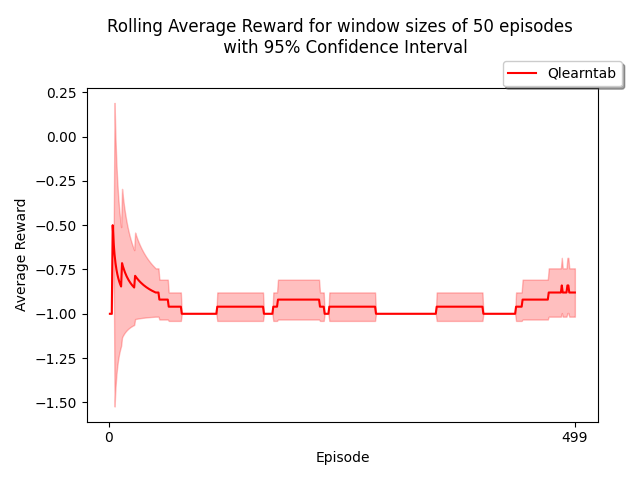 Rolling Average Reward for window sizes of 50 episodes
with 95% Confidence Interval
Qlearntab
0.25
0.00
−0.25
−0.50
−0.75
−1.00
−1.25
−1.50
Average Reward
0
499
Episode